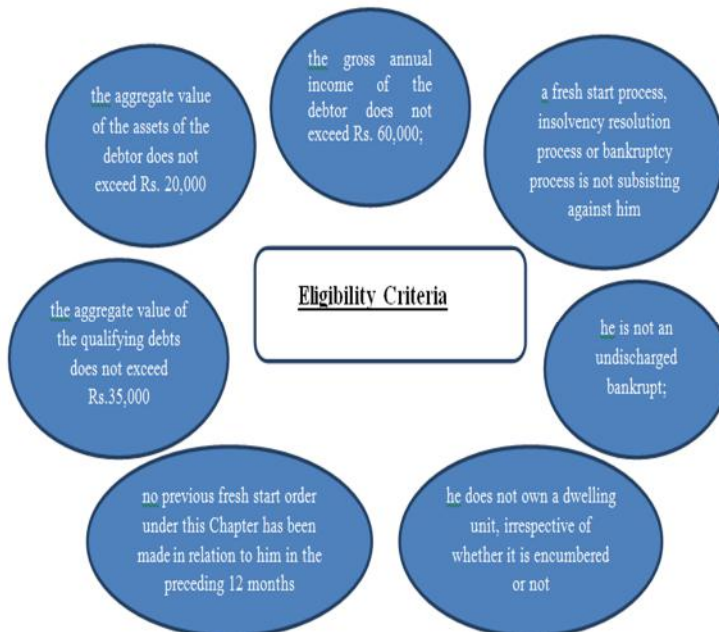 Eligibility Criteria
the gross annual
income of the
debtor does not
exceed Rs. 60,000;
a fresh start process,
insolvency resolution
process or bankruptcy
process is not subsisting
against him
he is not an
undischarged
bankrupt;
he does not own a dwelling
unit, irrespective of
whether it is encumbered
or not
no previous fresh start order
under this Chapter has been
made in relation to him in the
preceding 12 months
the aggregate value of
the qualifying debts
does not exceed
Rs.35,000
the aggregate value
of the assets of the
debtor does not
exceed Rs. 20,000